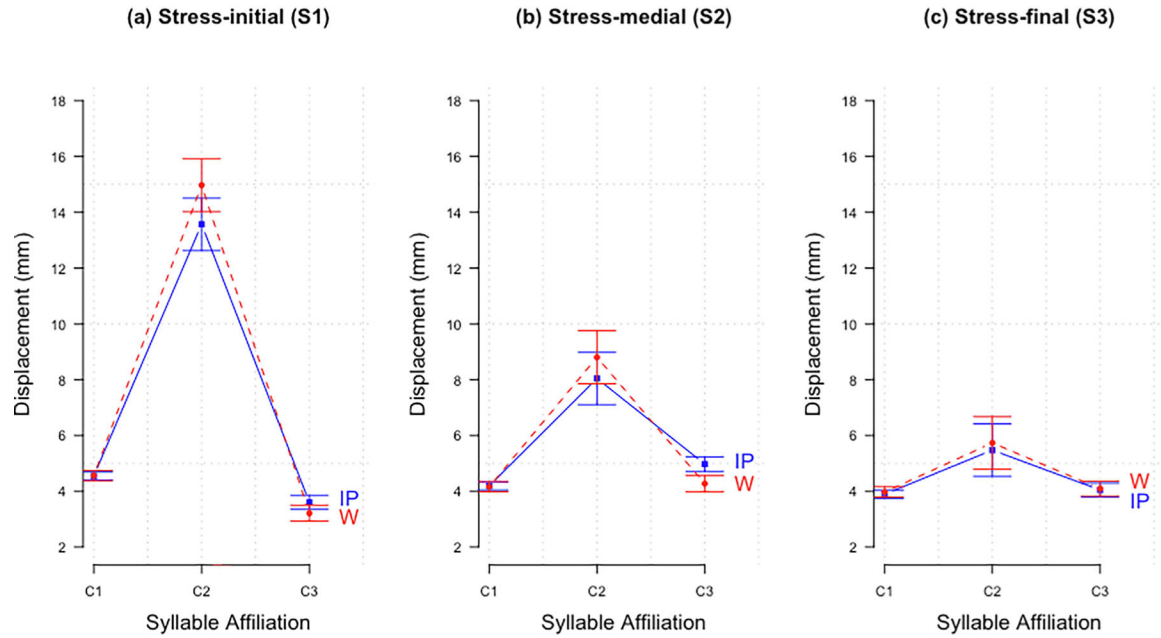 (a) Stress-initial (S1)
(b) Stress-medial (S2)
(c) Stress-final (S3)
Displacement (mm)
18
16
14
12
10
8
6
4
2
IP
W
C1
C2
C3
Syllable Affiliation
Displacement (mm)
18
16
14
12
10
8
6
4
2
IP
W
C1
C2
C3
Syllable Affiliation
Displacement (mm)
18
16
14
12
10
8
6
4
2
W
IP
C1
C2
C3
Syllable Affiliation